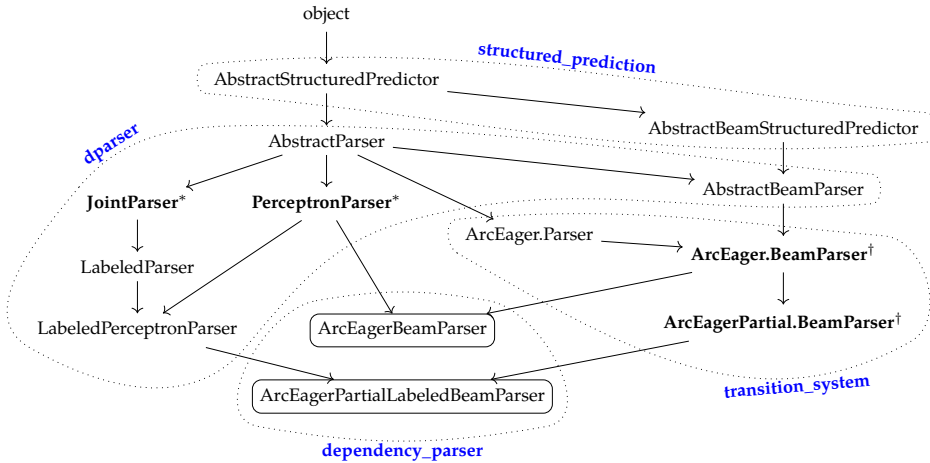 object
structured_prediction
AbstractStructuredPredictor
AbstractBeamStructuredPredictor
dparser
AbstractParser
AbstractBeamParser
JointParser*
PerceptronParser*
ArcEager.Parser
ArcEager.BeamParser†
LabeledParser
LabeledPerceptronParser
ArcEagerBeamParser
ArcEagerPartial.BeamParser†
ArcEagerPartialLabeledBeamParser
transition_system
dependency_parser